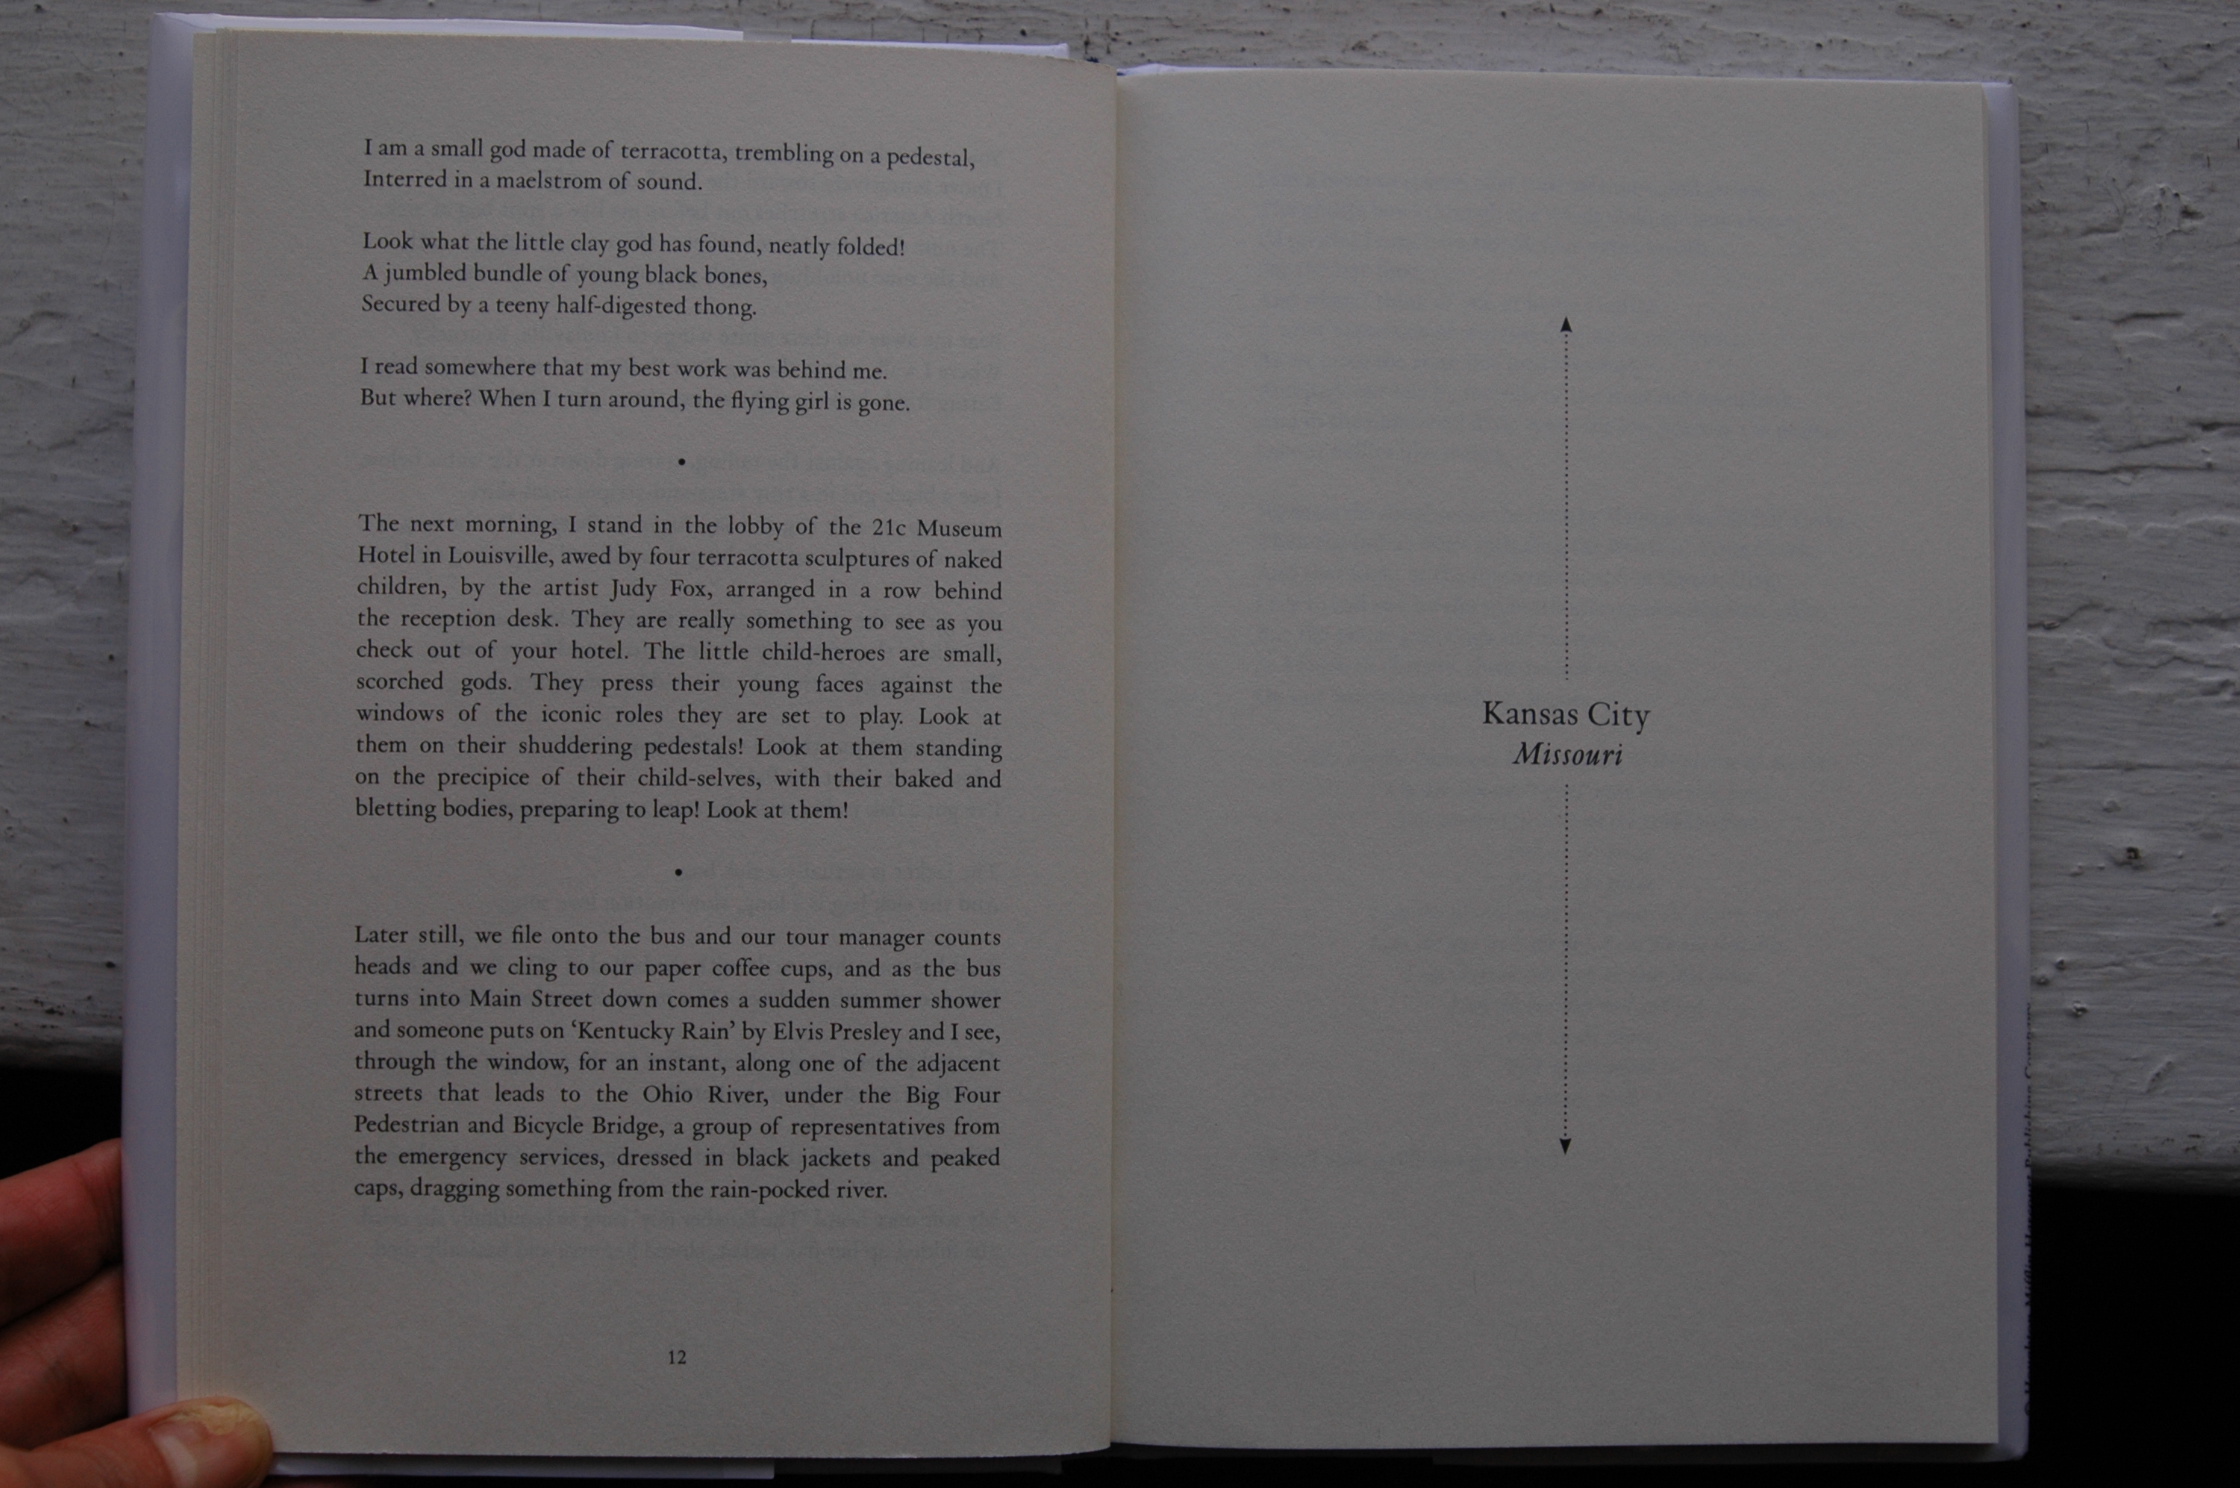 I am a small god made of terracotta, trembling on a pedestal,
Interred in a maelstrom of sound.
Look what the little clay god has found, neatly folded!
A jumbled bundle of young black bones,
Secured by a teeny half-digested thong.
I read somewhere that my best work was behind me.
But where? When I turn around, the flying girl is gone.
•
The next morning, I stand in the lobby of the 21c Museum
Hotel in Louisville, awed by four terracotta sculptures of naked
children, by the artist Judy Fox, arranged in a row behind
the reception desk. They are really something to see as you
check out of your hotel. The little child-heroes are small,
scorched gods. They press their young faces against the
windows of the iconic roles they are set to play. Look at
them on their shuddering pedestals! Look at them standing
on the precipice of their child-selves, with their baked and
bletting bodies, preparing to leap! Look at them!
•
Later still, we file onto the bus and our tour manager counts
heads and we cling to our paper coffee cups, and as the bus
turns into Main Street down comes a sudden summer shower
and someone puts on ‘Kentucky Rain’ by Elvis Presley and I see,
through the window, for an instant, along one of the adjacent
streets that leads to the Ohio River, under the Big Four
Pedestrian and Bicycle Bridge, a group of representatives from
the emergency services, dressed in black jackets and peaked
caps, dragging something from the rain-pocked river.
12
Kansas City
Missouri